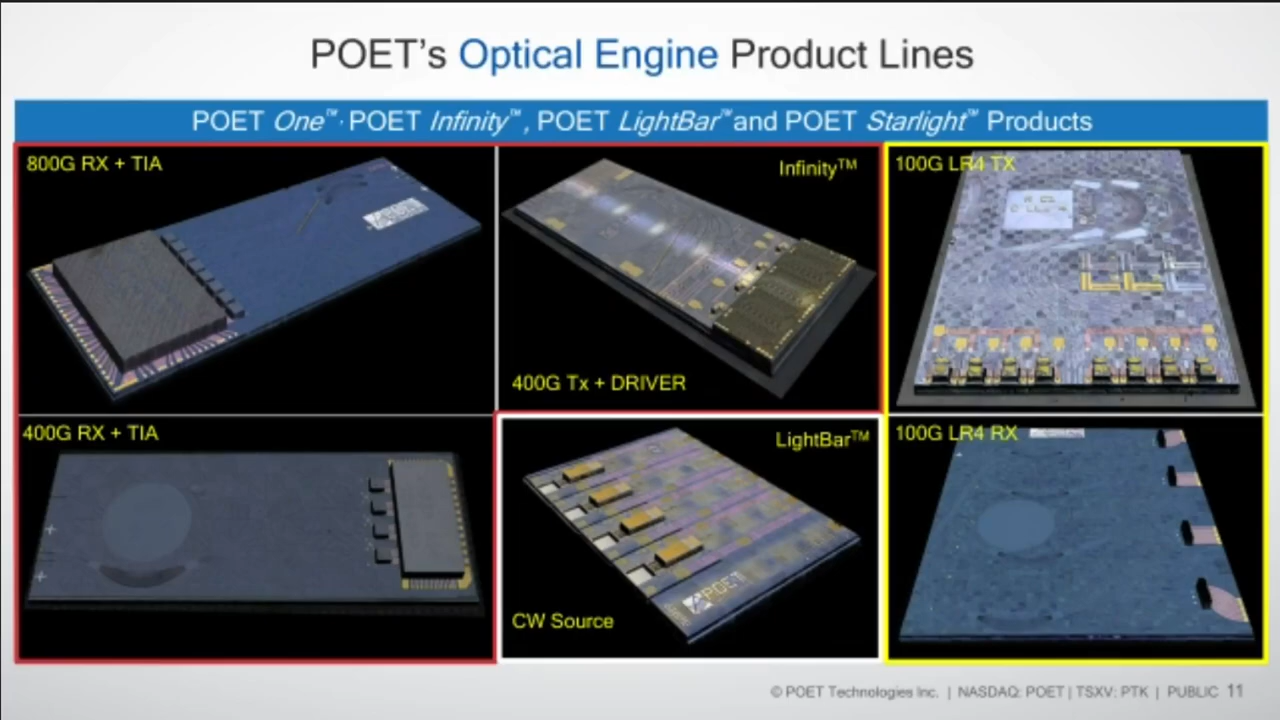 POET's Optical Engine Product Lines
POET One™, POET Infinity™, POET LightBar™ and POET Starlight™ Products
800G RX + TIA
Infinity™
400G Tx + DRIVER
100G LR4 TX
400G RX + TIA
LightBar™
POET
CW Source
100G LR4 RX
© POET Technologies Inc. | NASDAQ: POET | TSXV: PTK | PUBLIC 11